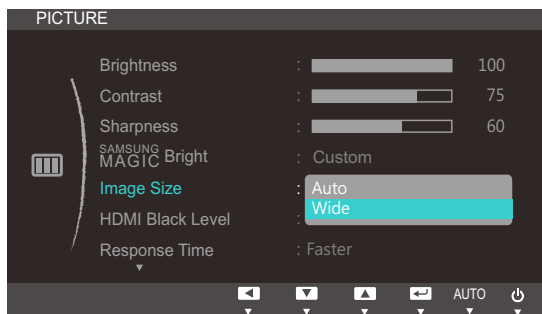 PICTURE
Brightness : 100
Contrast : 75
Sharpness : 60
SAMSUNG MAGIC Bright : Custom
Image Size : Auto
Wide
HDMI Black Level :
Response Time : Faster
AUTO